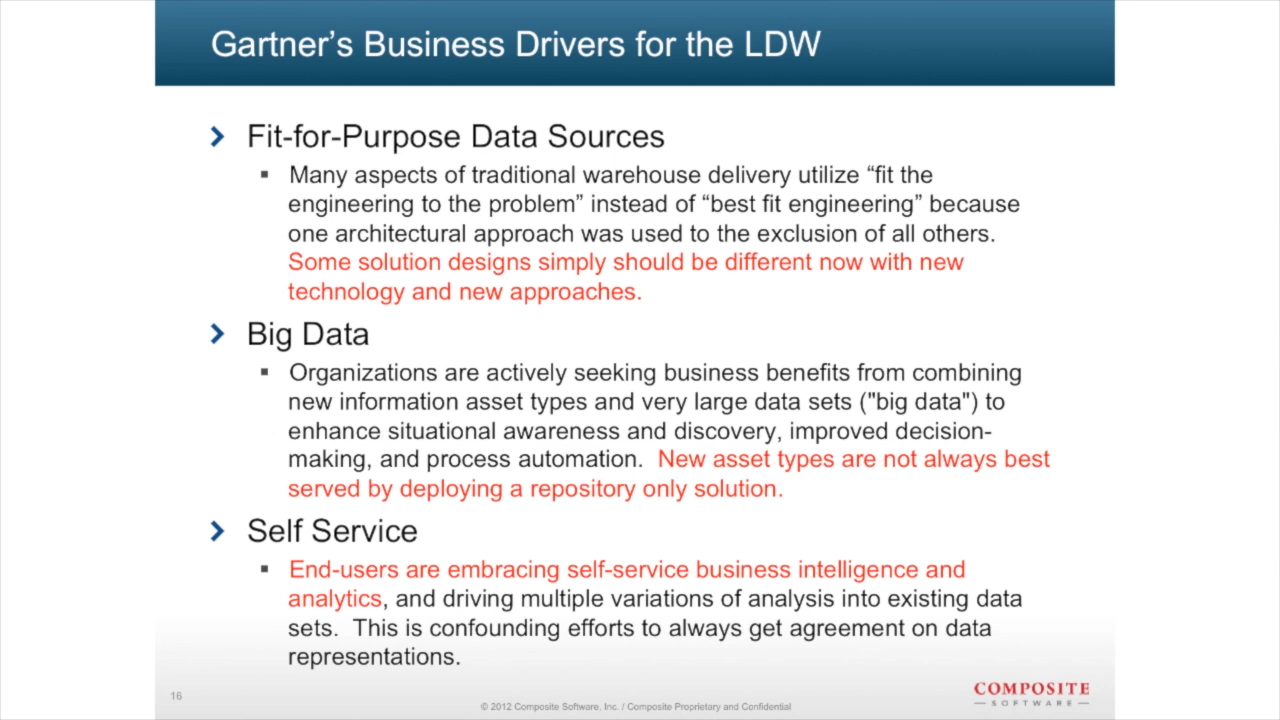 Gartner’s Business Drivers for the LDW
Fit-for-Purpose Data Sources
Many aspects of traditional warehouse delivery utilize “fit the
engineering to the problem” instead of “best fit engineering” because
one architectural approach was used to the exclusion of all others.
Some solution designs simply should be different now with new
technology and new approaches.
Big Data
Organizations are actively seeking business benefits from combining
new information asset types and very large data sets ("big data") to
enhance situational awareness and discovery, improved decision-
making, and process automation.  New asset types are not always best
served by deploying a repository only solution.
Self Service
End-users are embracing self-service business intelligence and
analytics, and driving multiple variations of analysis into existing data
sets.  This is confounding efforts to always get agreement on data
representations.
16
© 2012 Composite Software, Inc. / Composite Proprietary and Confidential
COMPOSITE
SOFTWARE